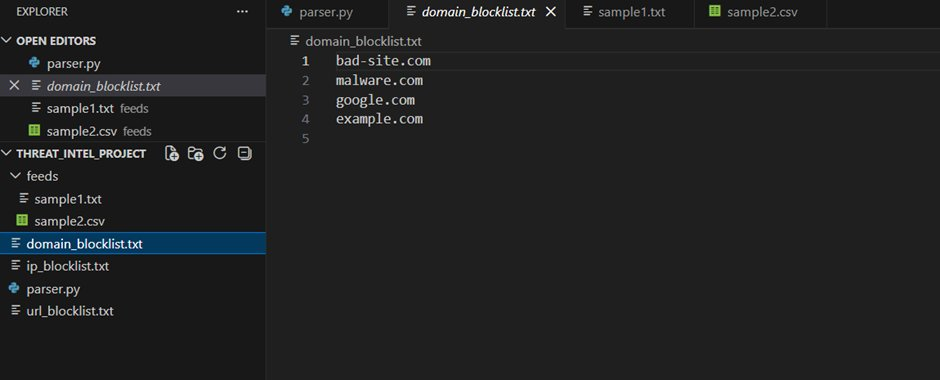 EXPLORER ...
OPEN EDITORS
parser.py
domain_blocklist.txt
sample1.txt feeds
sample2.csv feeds
THREAT_INTEL_PROJECT
feeds
sample1.txt
sample2.csv
domain_blocklist.txt
ip_blocklist.txt
parser.py
url_blocklist.txt
parser.py domain_blocklist.txt sample1.txt sample2.csv
domain_blocklist.txt
1 bad-site.com
2 malware.com
3 google.com
4 example.com
5